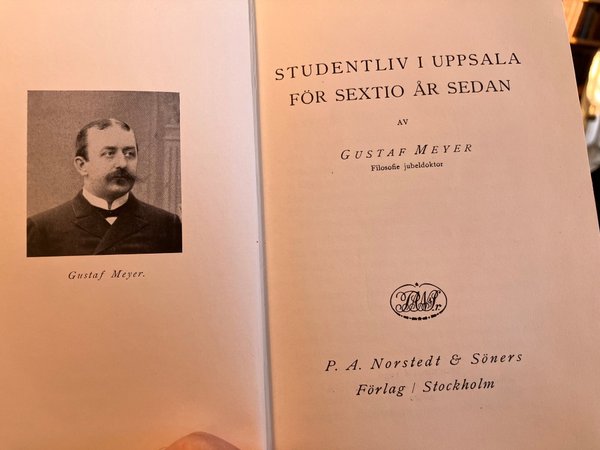 Gustaf Meyer.
STUDENTLIV I UPPSALA
FÖR SEXTIO ÅR SEDAN
AV
GUSTAF MEYER
Filosofie jubeldoktor
P. A. Norstedt & Söners
Förlag / Stockholm